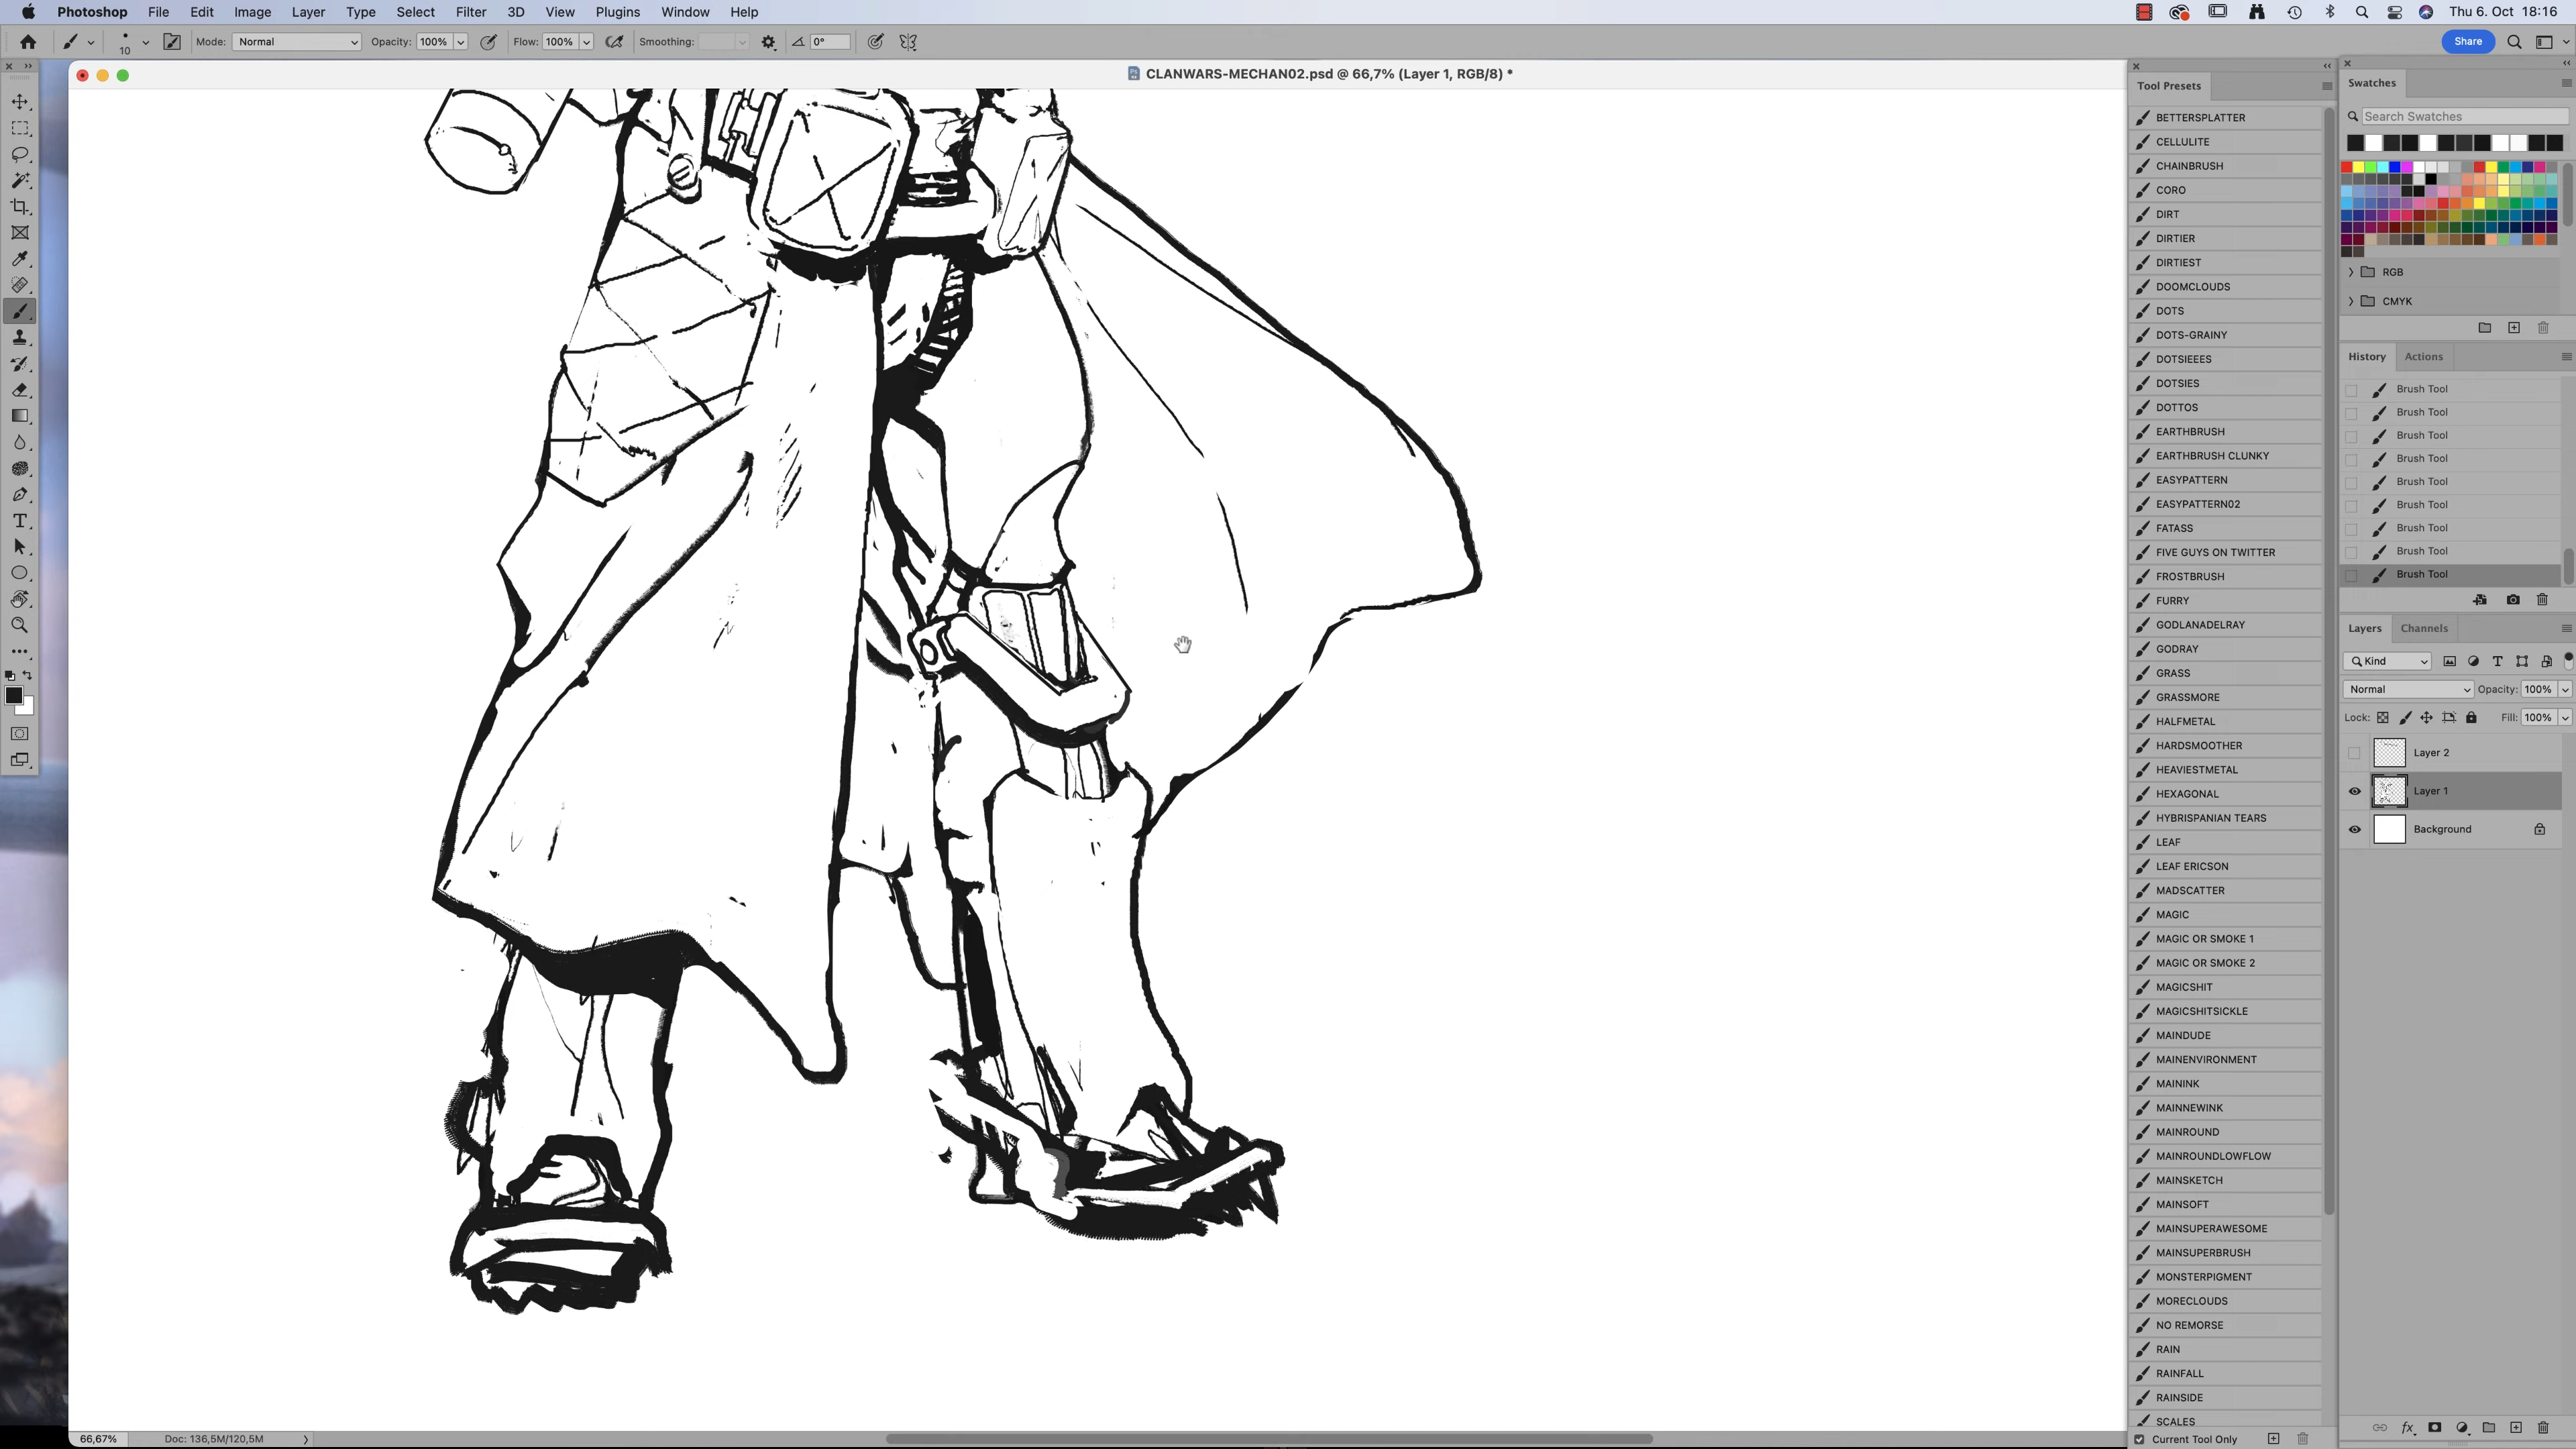 Photoshop File Edit Image Layer Type Select Filter 3D View Plugins Window Help Thu 6. Oct 18:16
10 Mode: Normal Opacity: 100% Flow: 100% Smoothing: 0° Share
CLANWARS-MECHAN02.psd @ 66,7% (Layer 1, RGB/8) *
Tool Presets
BETTERSPLATTER
CELLULITE
CHAINBRUSH
CORO
DIRT
DIRTIER
DIRTIEST
DOOMCLOUDS
DOTS
DOTS-GRAINY
DOTSIEEES
DOTSIES
DOTTOS
EARTHBRUSH
EARTHBRUSH CLUNKY
EASYPATTERN
EASYPATTERN02
FATASS
FIVE GUYS ON TWITTER
FROSTBRUSH
FURRY
GODLANADELRAY
GODRAY
GRASS
GRASSMORE
HALFMETAL
HARDSMOOTHER
HEAVIESTMETAL
HEXAGONAL
HYBRISPANIAN TEARS
LEAF
LEAF ERICSON
MADSCATTER
MAGIC
MAGIC OR SMOKE 1
MAGIC OR SMOKE 2
MAGICSHIT
MAGICSHITSICKLE
MAINDUDE
MAINENVIRONMENT
MAININK
MAINNEWINK
MAINROUND
MAINROUNDLOWFLOW
MAINSKETCH
MAINSOFT
MAINSUPERAWESOME
MAINSUPERBRUSH
MONSTERPIGMENT
MORECLOUDS
NO REMORSE
RAIN
RAINFALL
RAINSIDE
SCALES
Current Tool Only
Swatches
Search Swatches
RGB
CMYK
History Actions
Brush Tool
Brush Tool
Brush Tool
Brush Tool
Brush Tool
Brush Tool
Brush Tool
Brush Tool
Brush Tool
Layers Channels
Kind
Normal Opacity: 100%
Lock: Fill: 100%
Layer 2
Layer 1
Background
66,67% Doc: 136,5M/120,5M